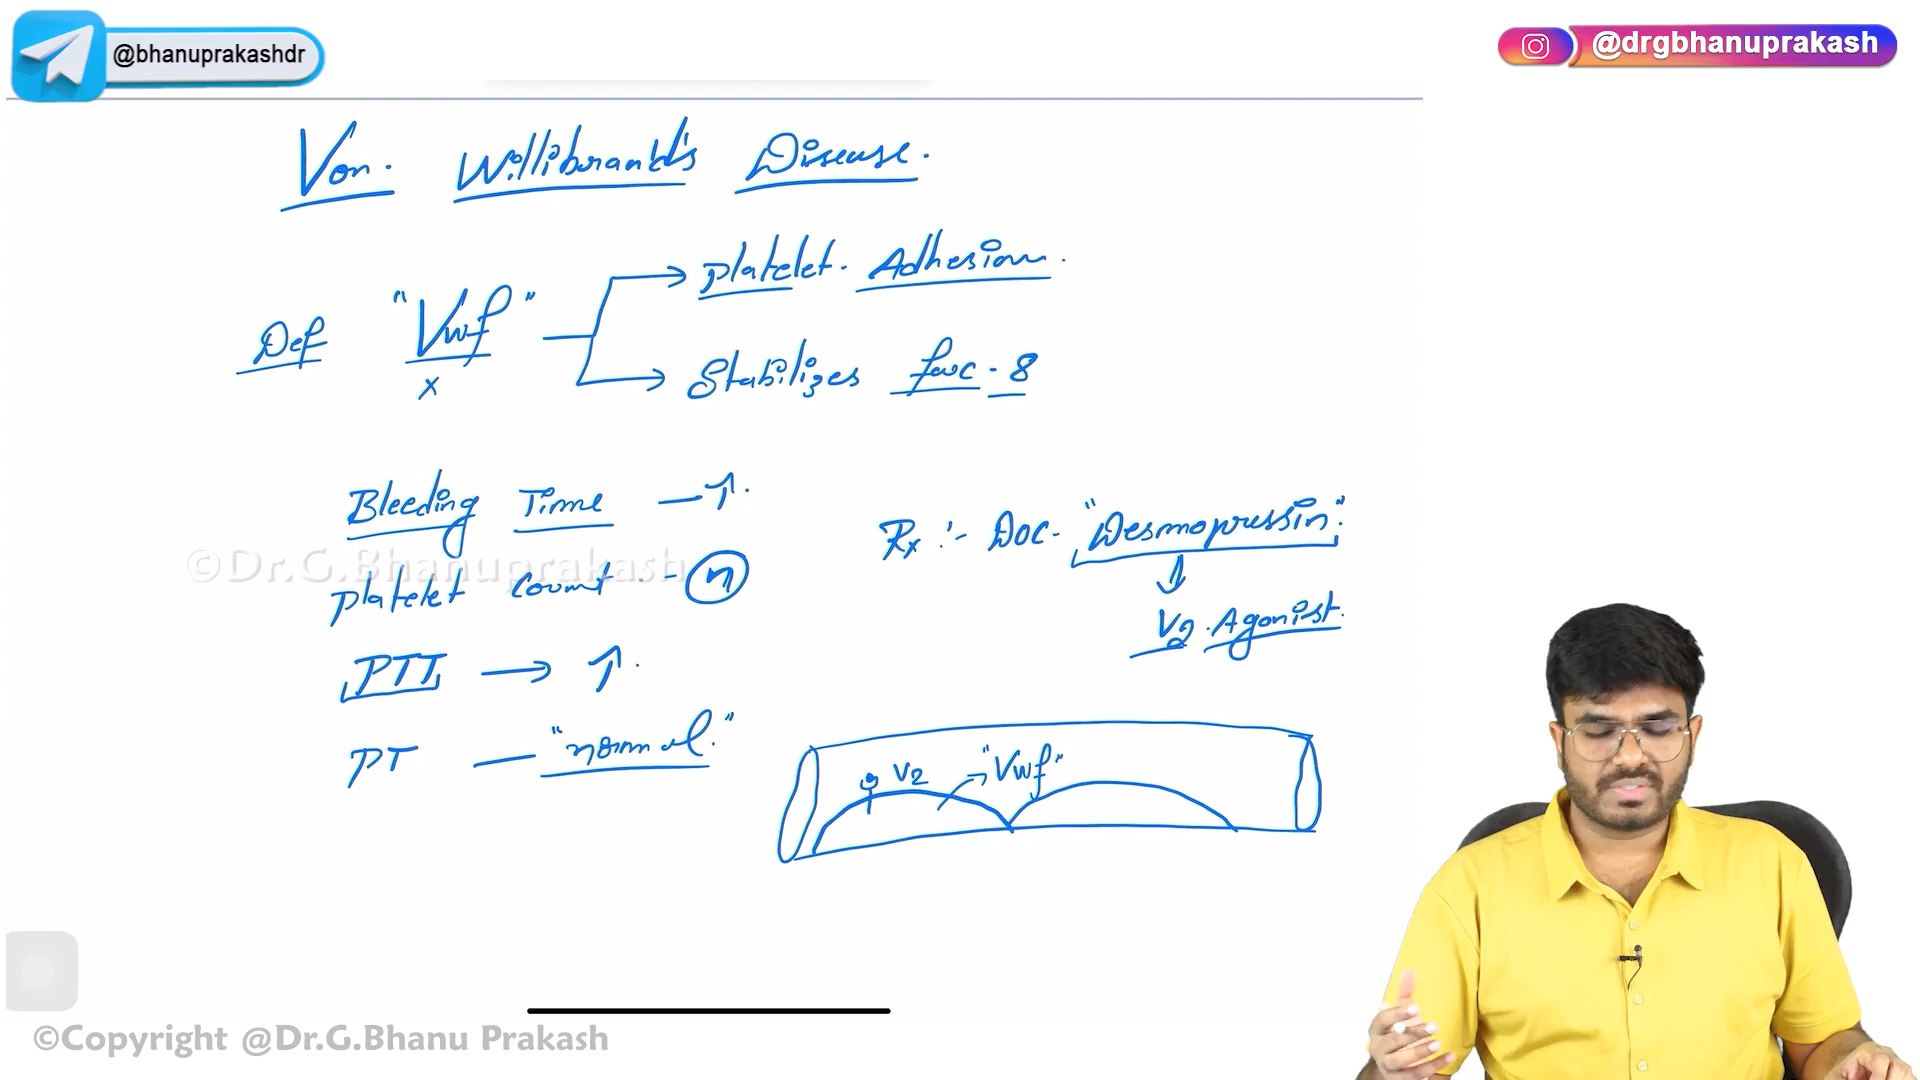 @bhanuprakashdr
@drgbhanuprakash
Von. Willibrand's Disease.
Def "Vwf"
x
→ Platelet. Adhesion.
→ Stabilizes fac - 8
Bleeding Time — ↑.
Platelet Count - n
PTT → ↑.
PT — "normal."
Rx :- DOC - "Desmopressin".
↓
V2 . Agonist.
V2 → "Vwf"
©Dr.G.Bhanuprakash
©Copyright @Dr.G.Bhanu Prakash